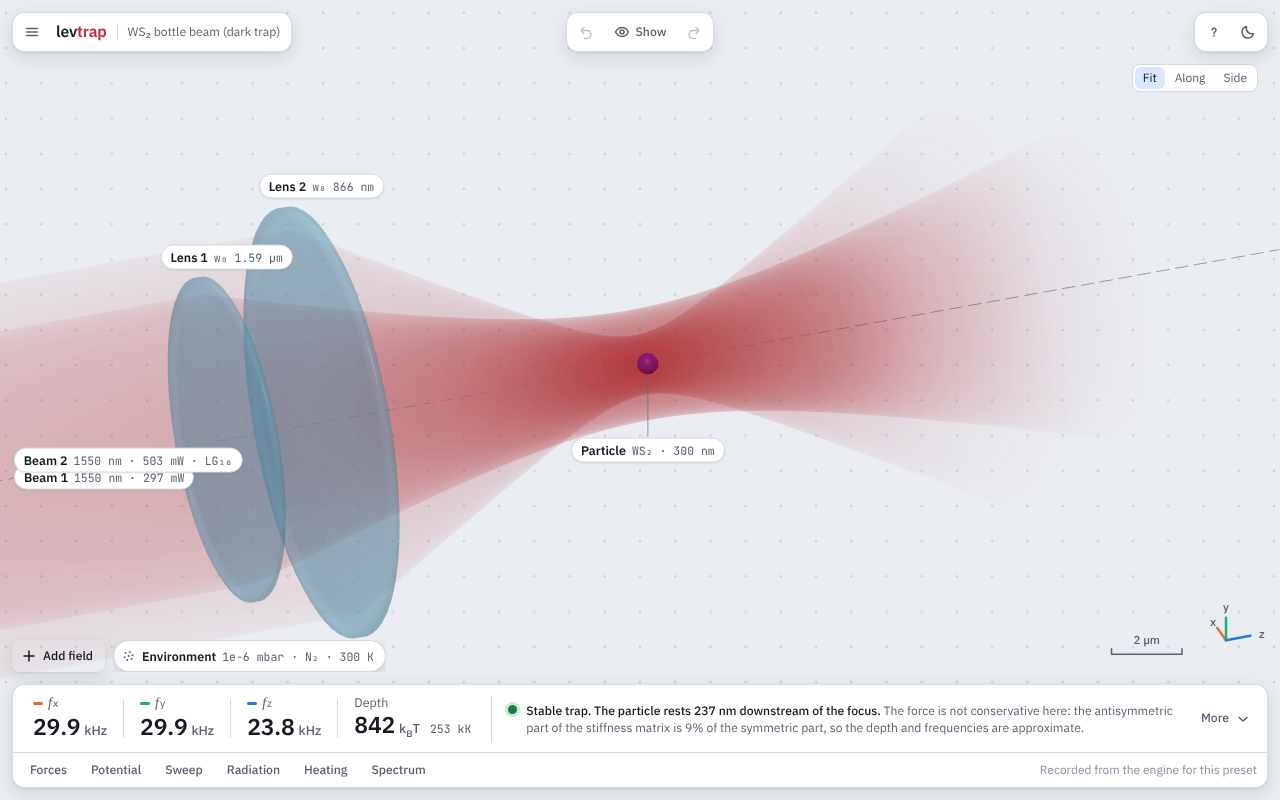 levtrap
WS₂ bottle beam (dark trap)
Show
?
Fit Along Side
Lens 2 w₀ 866 nm
Lens 1 w₀ 1.59 µm
Beam 2 1550 nm · 503 mW · LG₁₀
Beam 1 1550 nm · 297 mW
Particle WS₂ · 300 nm
2 µm
y
x
z
Add field
Environment 1e-6 mbar · N₂ · 300 K
fx
29.9 kHz
fy
29.9 kHz
fz
23.8 kHz
Depth
842 k_BT 253 kK
Stable trap. The particle rests 237 nm downstream of the focus. The force is not conservative here: the antisymmetric
part of the stiffness matrix is 9% of the symmetric part, so the depth and frequencies are approximate.
More
Forces Potential Sweep Radiation Heating Spectrum
Recorded from the engine for this preset